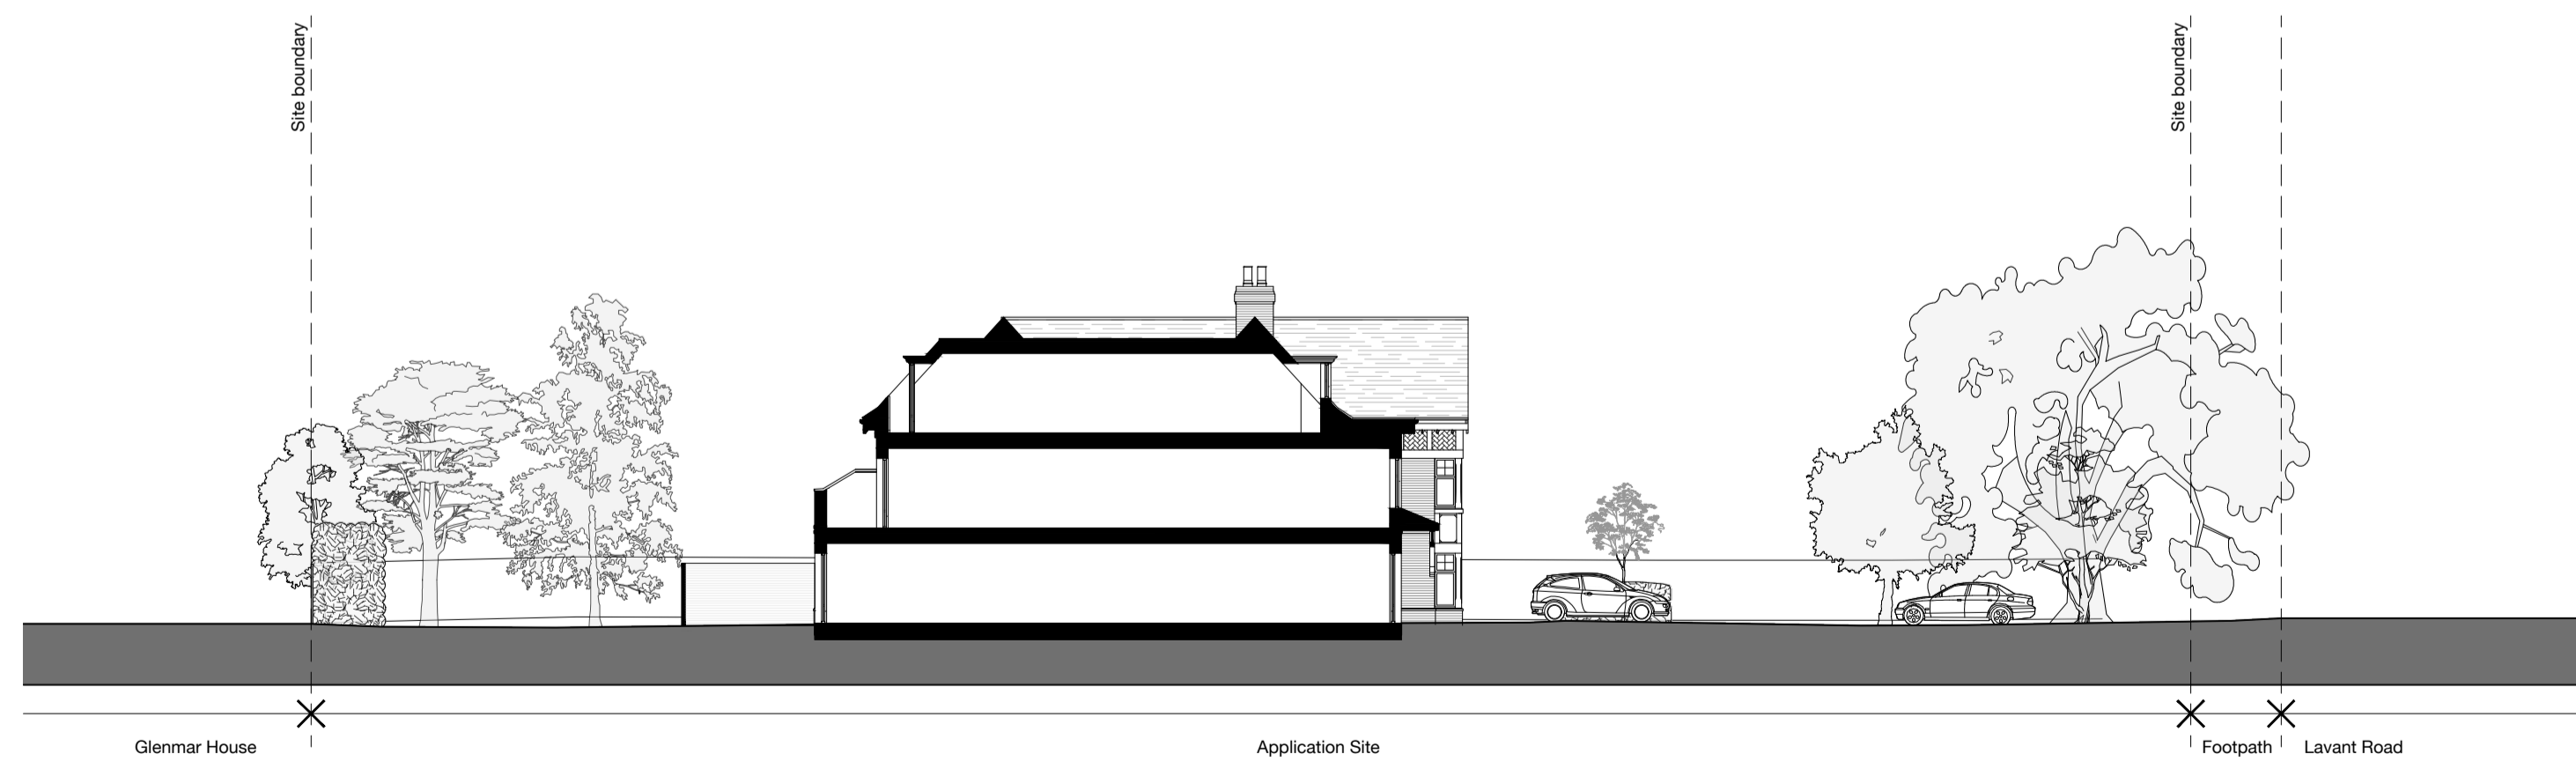 Site boundary
Site boundary
Glenmar House
Application Site
Footpath
Lavant Road